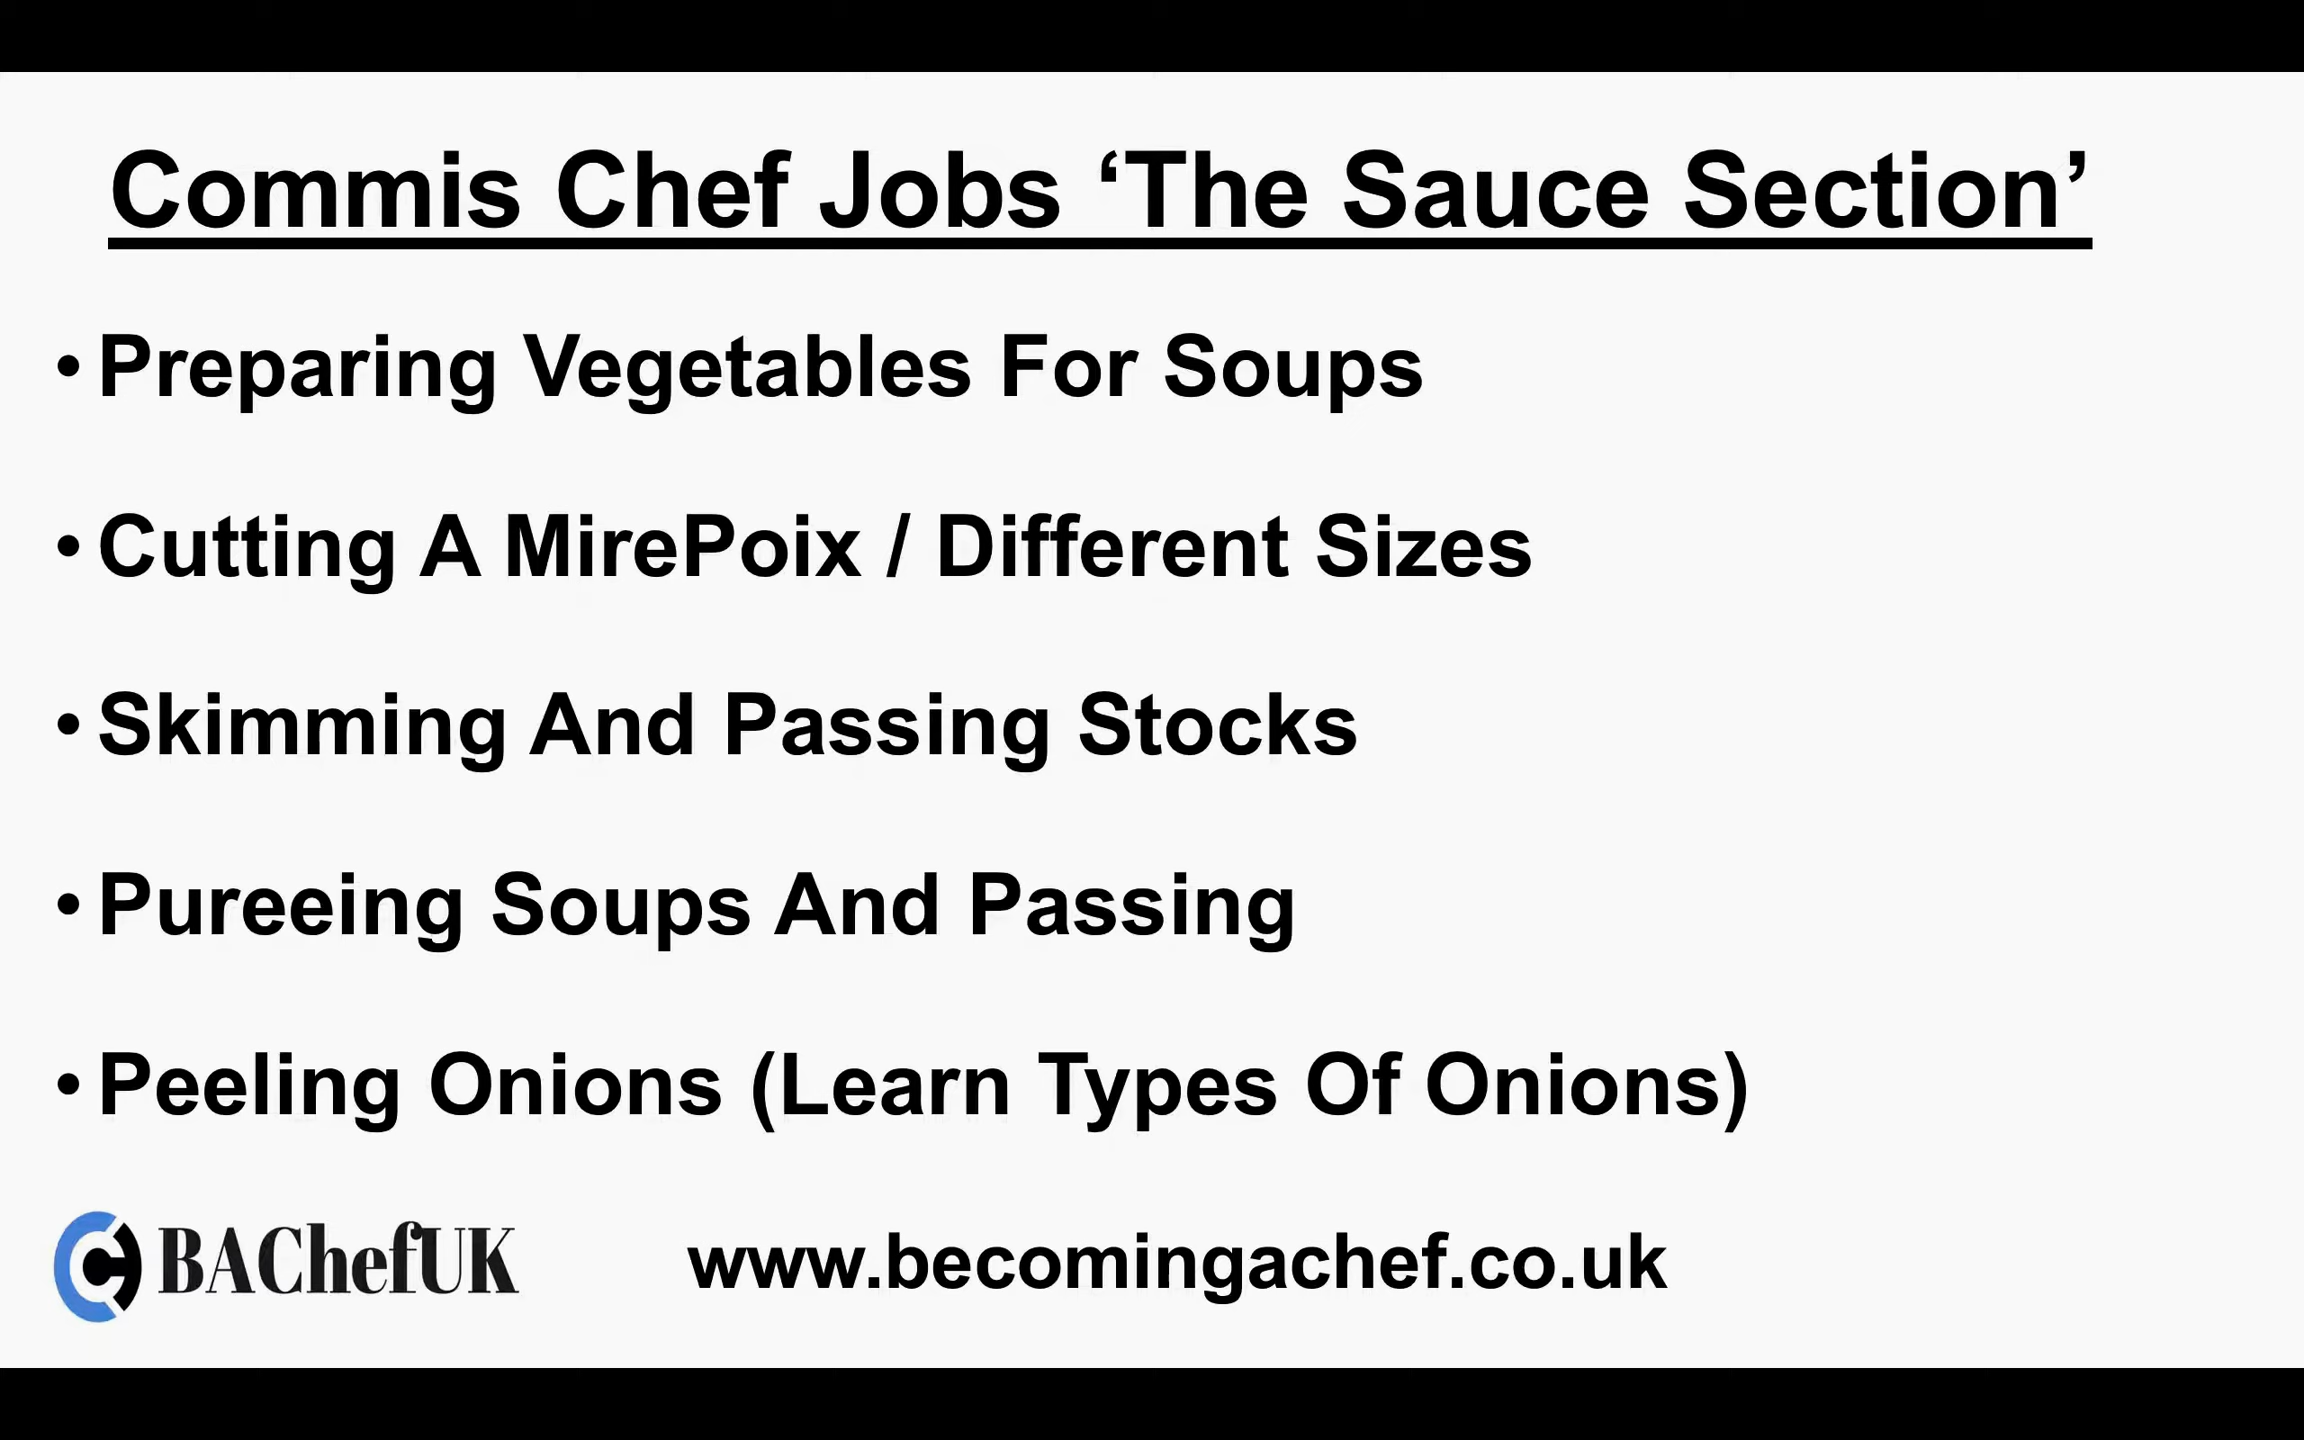 Commis Chef Jobs ‘The Sauce Section’
• Preparing Vegetables For Soups
• Cutting A MirePoix / Different Sizes
• Skimming And Passing Stocks
• Pureeing Soups And Passing
• Peeling Onions (Learn Types Of Onions)
BAChefUK
www.becomingachef.co.uk